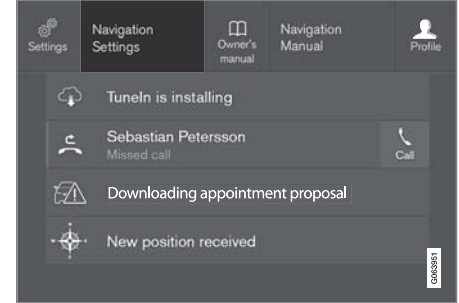 Settings
Navigation
Settings
Owner's
manual
Navigation
Manual
Profile
TuneIn is installing
Sebastian Petersson
Missed call
Call
Downloading appointment proposal
New position received
G063951